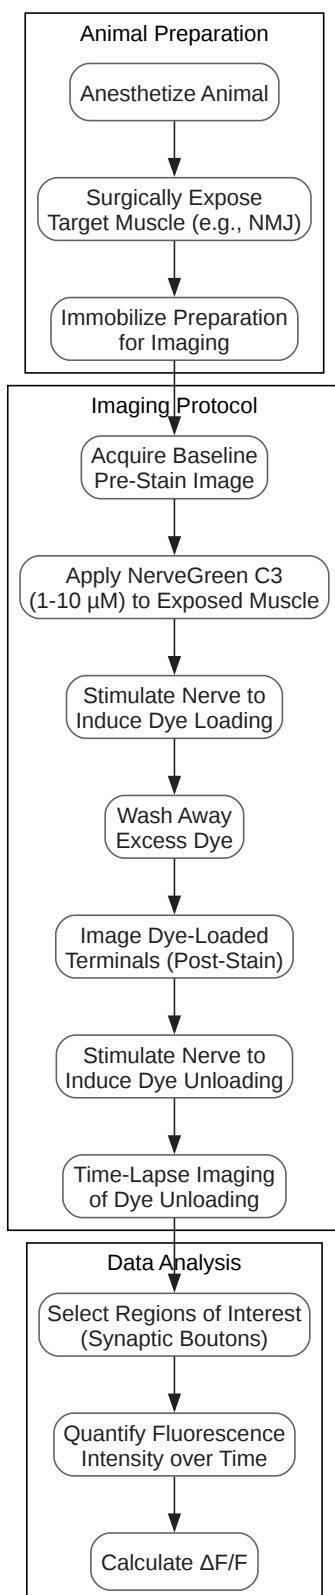 Animal Preparation
Anesthetize Animal
Surgically Expose
Target Muscle (e.g., NMJ)
Immobilize Preparation
for Imaging
Imaging Protocol
Acquire Baseline
Pre-Stain Image
Apply NerveGreen C3
(1-10 µM) to Exposed Muscle
Stimulate Nerve to
Induce Dye Loading
Wash Away
Excess Dye
Image Dye-Loaded
Terminals (Post-Stain)
Stimulate Nerve to
Induce Dye Unloading
Time-Lapse Imaging
of Dye Unloading
Data Analysis
Select Regions of Interest
(Synaptic Boutons)
Quantify Fluorescence
Intensity over Time
Calculate ΔF/F